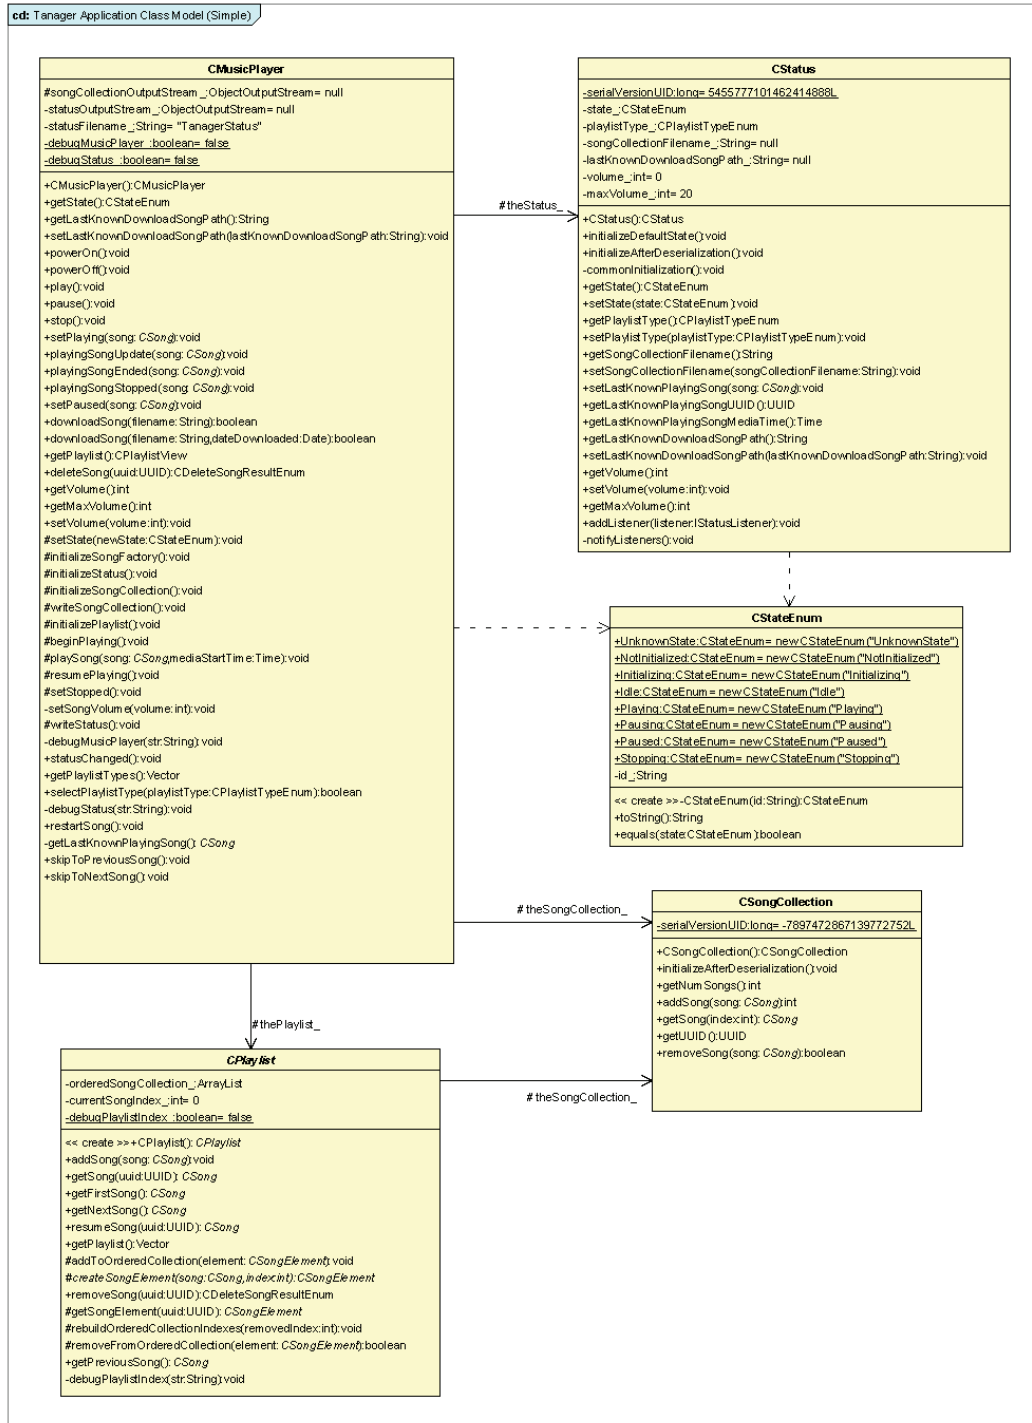 cd: Tanager Application Class Model (Simple)
CMusicPlayer
#songCollectionOutputStream_:ObjectOutputStream= null
-statusOutputStream_:ObjectOutputStream= null
-statusFilename_:String= "TanagerStatus"
-debugMusicPlayer_:boolean= false
-debugStatus_:boolean= false
+CMusicPlayer():CMusicPlayer
+getState():CStateEnum
+getLastKnownDownloadSongPath():String
+setLastKnownDownloadSongPath(lastKnownDownloadSongPath:String):void
+powerOn():void
+powerOff():void
+play():void
+pause():void
+stop():void
+setPlaying(song: CSong):void
+playingSongUpdate(song: CSong):void
+playingSongEnded(song: CSong):void
+playingSongStopped(song: CSong):void
+setPaused(song: CSong):void
+downloadSong(filename:String):boolean
+downloadSong(filename:String,dateDownloaded:Date):boolean
+getPlaylist():CPlaylistView
+deleteSong(uuid:UUID):CDeleteSongResultEnum
+getVolume():int
+getMaxVolume():int
+setVolume(volume:int):void
#setState(newState:CStateEnum):void
#initializeSongFactory():void
#initializeStatus():void
#initializeSongCollection():void
#writeSongCollection():void
#initializePlaylist():void
#beginPlaying():void
#playSong(song: CSong,mediaStartTime:Time):void
#resumePlaying():void
#setStopped():void
-setSongVolume(volume:int):void
#writeStatus():void
-debugMusicPlayer(str:String):void
+statusChanged():void
+getPlaylistTypes():Vector
+selectPlaylistType(playlistType:CPlaylistTypeEnum):boolean
-debugStatus(str:String):void
+restartSong():void
-getLastKnownPlayingSong(): CSong
+skipToPreviousSong():void
+skipToNextSong():void
#theStatus_
CStatus
-serialVersionUID:long= 5455777101462414888L
-state_:CStateEnum
-playlistType_:CPlaylistTypeEnum
-songCollectionFilename_:String= null
-lastKnownDownloadSongPath_:String= null
-volume_:int= 0
-maxVolume_:int= 20
+CStatus():CStatus
+initializeDefaultState():void
+initializeAfterDeserialization():void
-commonInitialization():void
+getState():CStateEnum
+setState(state:CStateEnum):void
+getPlaylistType():CPlaylistTypeEnum
+setPlaylistType(playlistType:CPlaylistTypeEnum):void
+getSongCollectionFilename():String
+setSongCollectionFilename(songCollectionFilename:String):void
+setLastKnownPlayingSong(song: CSong):void
+getLastKnownPlayingSongUUID():UUID
+getLastKnownPlayingSongMediaTime():Time
+getLastKnownDownloadSongPath():String
+setLastKnownDownloadSongPath(lastKnownDownloadSongPath:String):void
+getVolume():int
+setVolume(volume:int):void
+getMaxVolume():int
+addListener(listener:IStatusListener):void
-notifyListeners():void
CStateEnum
+UnknownState:CStateEnum= new CStateEnum("UnknownState")
+NotInitialized:CStateEnum= new CStateEnum("NotInitialized")
+Initializing:CStateEnum= new CStateEnum("Initializing")
+Idle:CStateEnum= new CStateEnum("Idle")
+Playing:CStateEnum= new CStateEnum("Playing")
+Pausing:CStateEnum= new CStateEnum("Pausing")
+Paused:CStateEnum= new CStateEnum("Paused")
+Stopping:CStateEnum= new CStateEnum("Stopping")
-id_:String
<< create >>-CStateEnum(id:String):CStateEnum
+toString():String
+equals(state:CStateEnum):boolean
#theSongCollection_
CSongCollection
-serialVersionUID:long= -7897472867139772752L
+CSongCollection():CSongCollection
+initializeAfterDeserialization():void
+getNumSongs():int
+addSong(song: CSong):int
+getSong(index:int): CSong
+getUUID():UUID
+removeSong(song: CSong):boolean
#thePlaylist_
CPlaylist
-orderedSongCollection_:ArrayList
-currentSongIndex_:int= 0
-debugPlaylistIndex_:boolean= false
<< create >>+CPlaylist(): CPlaylist
+addSong(song: CSong):void
+getSong(uuid:UUID): CSong
+getFirstSong(): CSong
+getNextSong(): CSong
+resumeSong(uuid:UUID): CSong
+getPlaylist():Vector
#addToOrderedCollection(element: CSongElement):void
#createSongElement(song:CSong,index:int):CSongElement
+removeSong(uuid:UUID):CDeleteSongResultEnum
#getSongElement(uuid:UUID): CSongElement
#rebuildOrderedCollectionIndexes(removedIndex:int):void
#removeFromOrderedCollection(element: CSongElement):boolean
+getPreviousSong(): CSong
-debugPlaylistIndex(str:String):void
#theSongCollection_